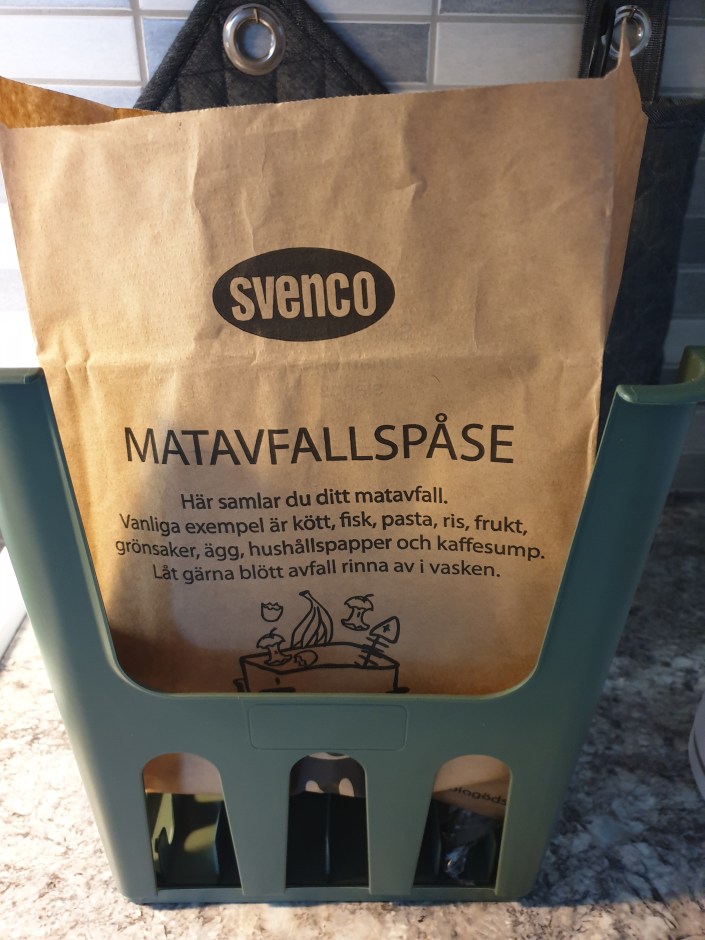 svenco
MATAVFALLSPÅSE
Här samlar du ditt matavfall.
Vanliga exempel är kött, fisk, pasta, ris, frukt,
grönsaker, ägg, hushållspapper och kaffesump.
Låt gärna blött avfall rinna av i vasken.